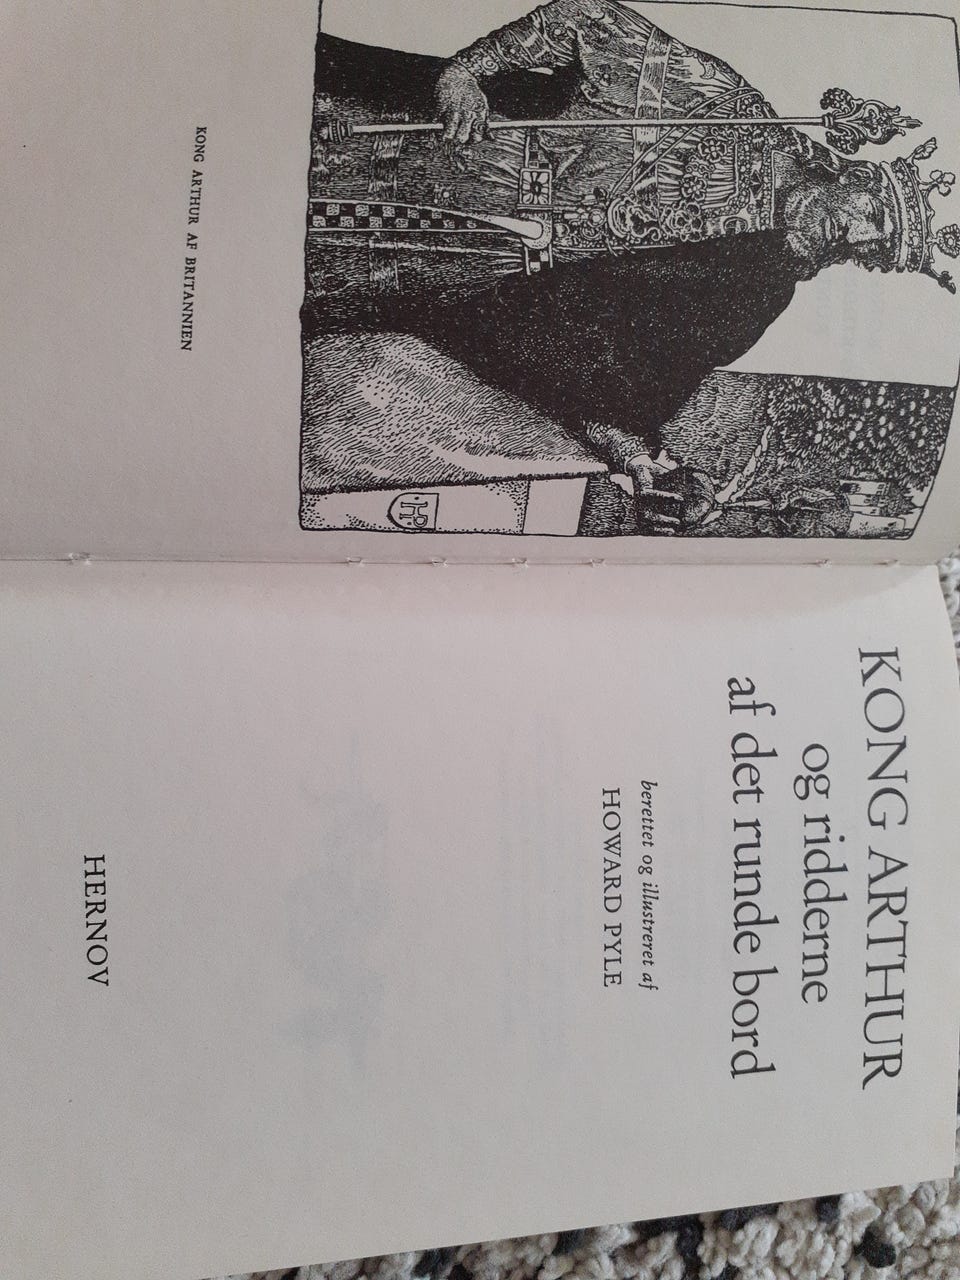 HP
KONG ARTHUR AF BRITANNIEN
KONG ARTHUR
og ridderne
af det runde bord
berettet og illustreret af
HOWARD PYLE
HERNOV